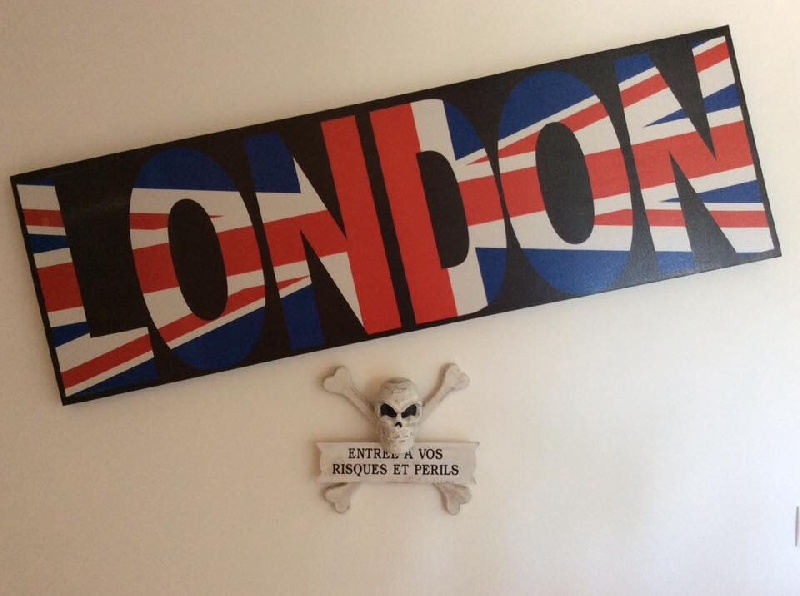 LONDON
ENTREE A VOS
RISQUES ET PERILS